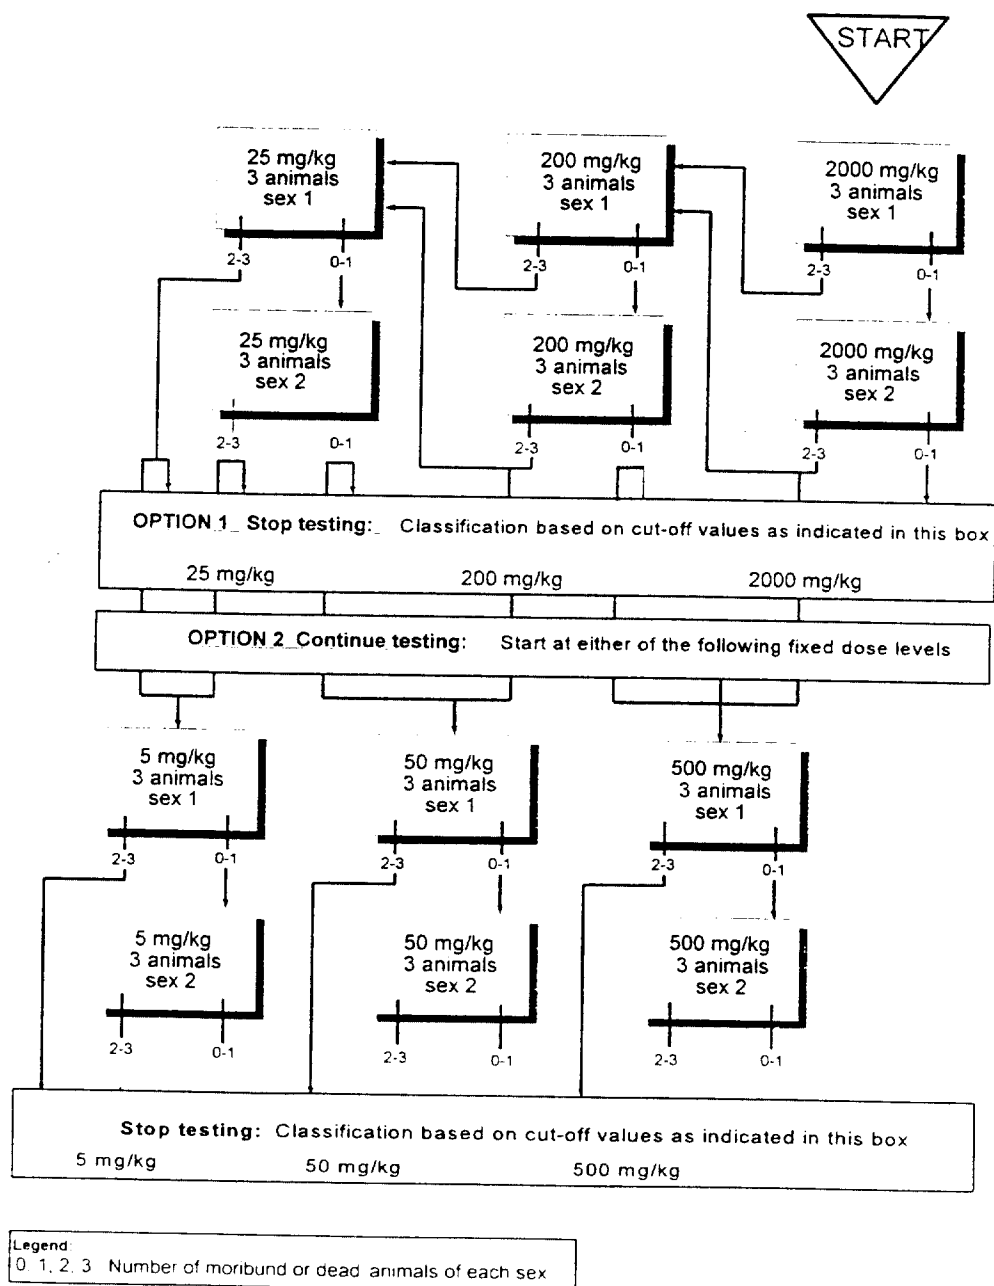 START
25 mg/kg
3 animals
sex 1
2-3
0-1
200 mg/kg
3 animals
sex 1
2-3
0-1
2000 mg/kg
3 animals
sex 1
2-3
0-1
25 mg/kg
3 animals
sex 2
2-3
0-1
200 mg/kg
3 animals
sex 2
2-3
0-1
2000 mg/kg
3 animals
sex 2
2-3
0-1
OPTION 1 Stop testing: Classification based on cut-off values as indicated in this box
25 mg/kg 200 mg/kg 2000 mg/kg
OPTION 2 Continue testing: Start at either of the following fixed dose levels
5 mg/kg
3 animals
sex 1
2-3
0-1
50 mg/kg
3 animals
sex 1
2-3
0-1
500 mg/kg
3 animals
sex 1
2-3
0-1
5 mg/kg
3 animals
sex 2
2-3
0-1
50 mg/kg
3 animals
sex 2
2-3
0-1
500 mg/kg
3 animals
sex 2
2-3
0-1
Stop testing: Classification based on cut-off values as indicated in this box
5 mg/kg 50 mg/kg 500 mg/kg
Legend:
0, 1, 2, 3 Number of moribund or dead animals of each sex